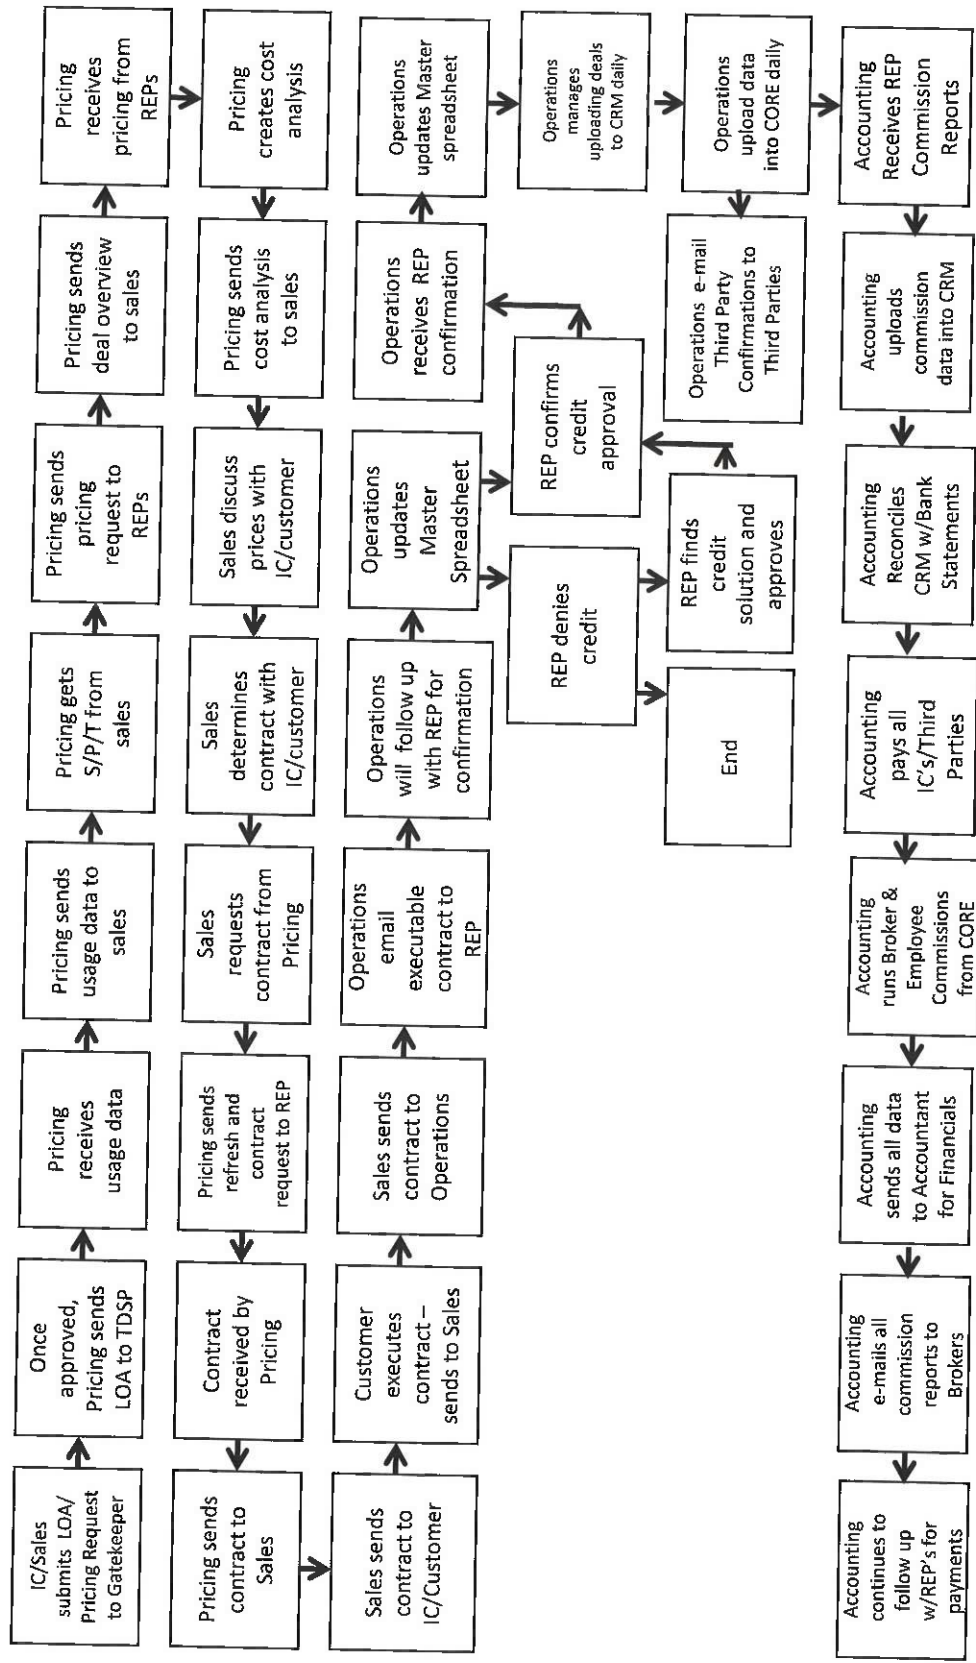 IC/Sales
submits LOA/
Pricing Request
to Gatekeeper
Once
approved,
Pricing sends
LOA to TDSP
Pricing
receives
usage data
Pricing sends
usage data to
sales
Pricing gets
S/P/T from
sales
Pricing sends
pricing
request to
REPs
Pricing sends
deal overview
to sales
Pricing
receives
pricing from
REPs
Pricing
creates cost
analysis
Pricing sends
cost analysis
to sales
Sales discuss
prices with
IC/customer
Sales
determines
contract with
IC/customer
Sales
requests
contract from
Pricing
Pricing sends
refresh and
contract
request to REP
Contract
received by
Pricing
Pricing sends
contract to
Sales
Sales sends
contract to
IC/Customer
Customer
executes
contract –
sends to Sales
Sales sends
contract to
Operations
Operations
email
executable
contract to
REP
Operations
will follow up
with REP for
confirmation
Operations
updates
Master
Spreadsheet
REP denies
credit
End
REP finds
credit
solution and
approves
REP confirms
credit
approval
Operations
receives REP
confirmation
Operations
updates Master
spreadsheet
Operations
manages
uploading deals
to CRM daily
Operations
upload data
into CORE daily
Operations e-mail
Third Party
Confirmations to
Third Parties
Accounting
Receives REP
Commission
Reports
Accounting
uploads
commission
data into CRM
Accounting
Reconciles
CRM w/Bank
Statements
Accounting
pays all
IC's/Third
Parties
Accounting
runs Broker &
Employee
Commissions
from CORE
Accounting
sends all data
to Accountant
for Financials
Accounting
e-mails all
commission
reports to
Brokers
Accounting
continues to
follow up
w/REP's for
payments